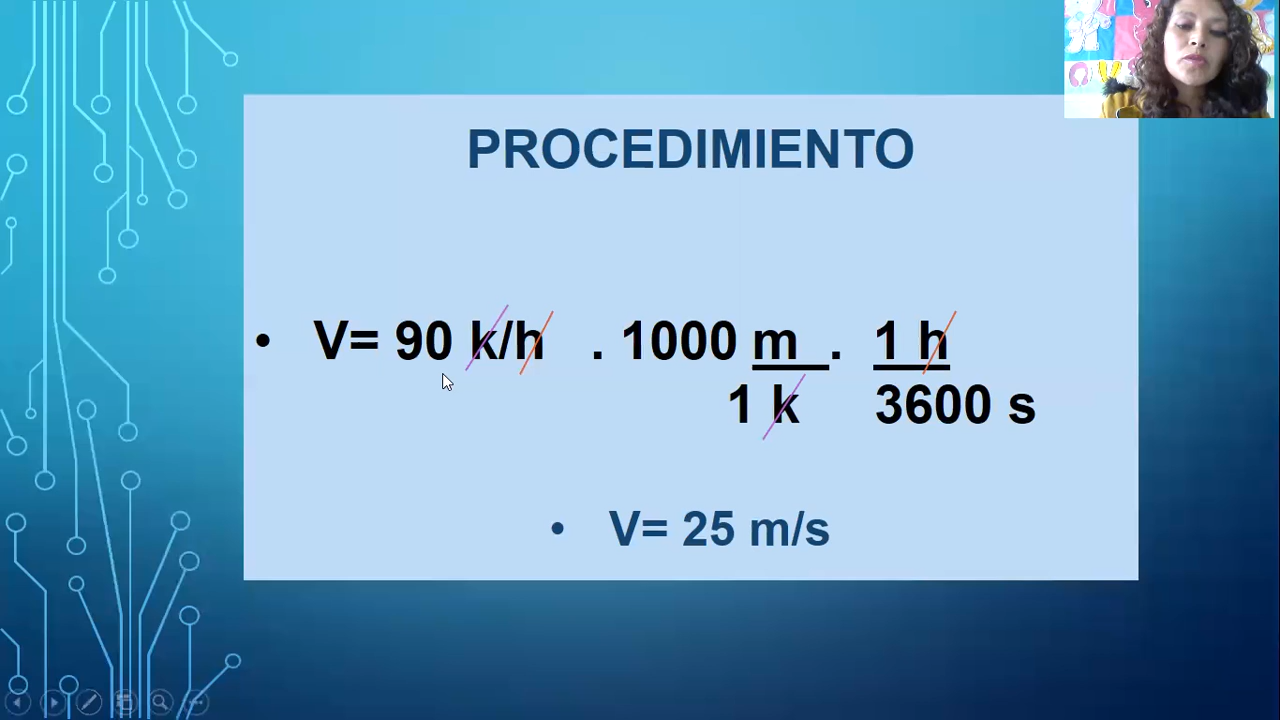 PROCEDIMIENTO
• V= 90 k/h . 1000 m . 1 h
1 k 3600 s
• V= 25 m/s